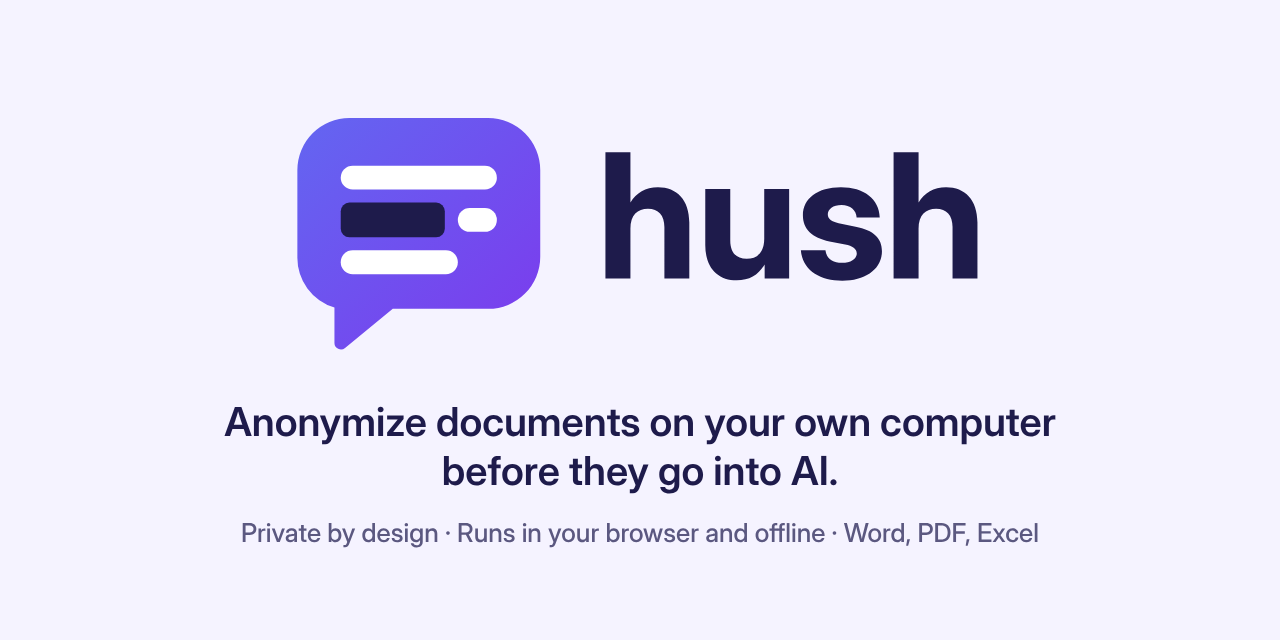 hush
Anonymize documents on your own computer
before they go into AI.
Private by design · Runs in your browser and offline · Word, PDF, Excel